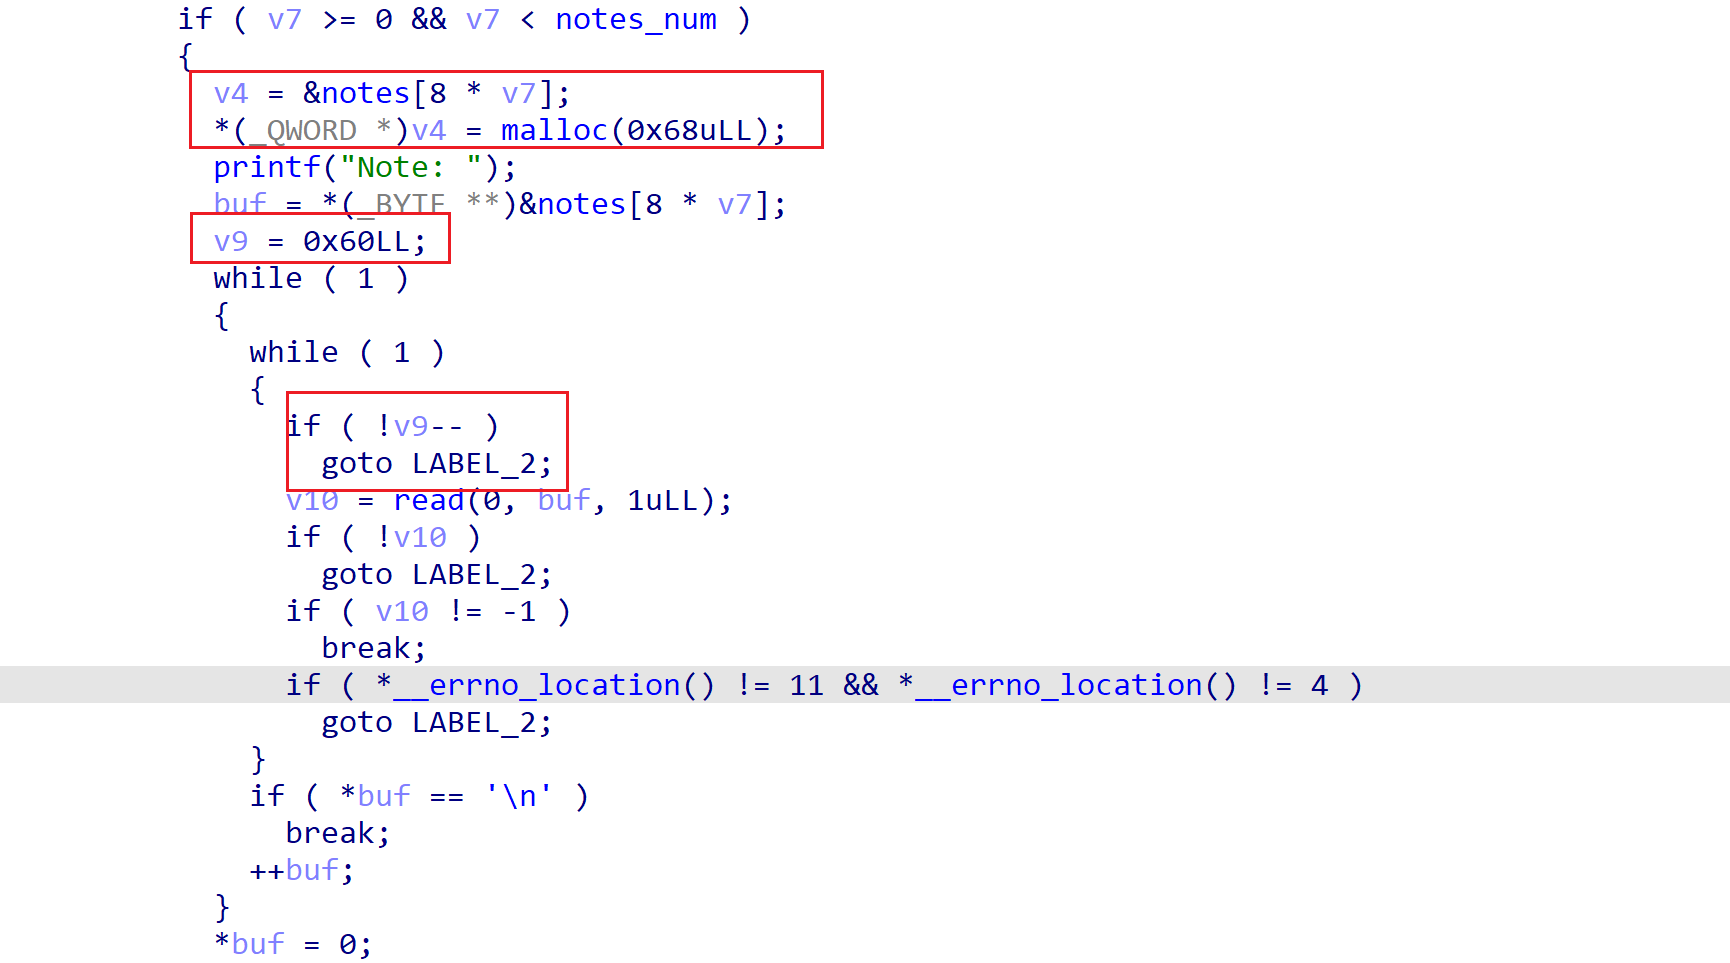 if ( v7 >= 0 && v7 < notes_num )
{
v4 = &notes[8 * v7];
*(_QWORD *)v4 = malloc(0x68uLL);
printf("Note: ");
buf = *(_BYTE **)&notes[8 * v7];
v9 = 0x60LL;
while ( 1 )
{
while ( 1 )
{
if ( !v9-- )
goto LABEL_2;
v10 = read(0, buf, 1uLL);
if ( !v10 )
goto LABEL_2;
if ( v10 != -1 )
break;
if ( *__errno_location() != 11 && *__errno_location() != 4 )
goto LABEL_2;
}
if ( *buf == '\n' )
break;
++buf;
}
*buf = 0;